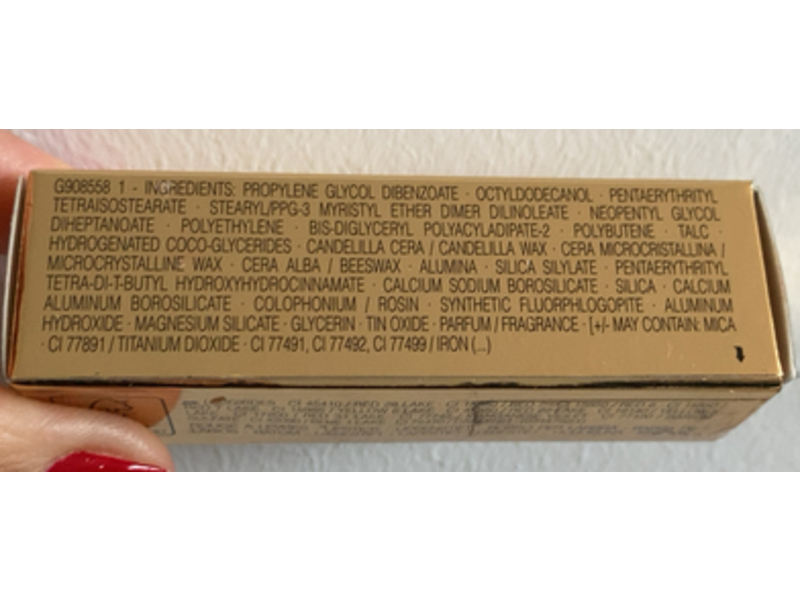 G908558 1 - INGREDIENTS: PROPYLENE GLYCOL DIBENZOATE · OCTYLDODECANOL · PENTAERYTHRITYL
TETRAISOSTEARATE · STEARYL/PPG-3 MYRISTYL ETHER DIMER DILINOLEATE · NEOPENTYL GLYCOL
DIHEPTANOATE · POLYETHYLENE · BIS-DIGLYCERYL POLYACYLADIPATE-2 · POLYBUTENE · TALC ·
HYDROGENATED COCO-GLYCERIDES · CANDELILLA CERA / CANDELILLA WAX · CERA MICROCRISTALLINA /
MICROCRYSTALLINE WAX · CERA ALBA / BEESWAX · ALUMINA · SILICA SILYLATE · PENTAERYTHRITYL
TETRA-DI-T-BUTYL HYDROXYHYDROCINNAMATE · CALCIUM SODIUM BOROSILICATE · SILICA · CALCIUM
ALUMINUM BOROSILICATE · COLOPHONIUM / ROSIN · SYNTHETIC FLUORPHLOGOPITE · ALUMINUM
HYDROXIDE · MAGNESIUM SILICATE · GLYCERIN · TIN OXIDE · PARFUM / FRAGRANCE · [+/- MAY CONTAIN: MICA
· CI 77891 / TITANIUM DIOXIDE · CI 77491, CI 77492, CI 77499 / IRON (...)